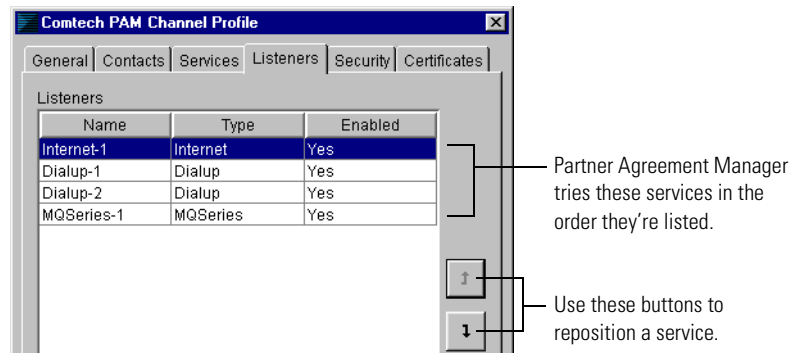 Comtech PAM Channel Profile
General Contacts Services Listeners Security Certificates
Listeners
Name Type Enabled
Internet-1 Internet Yes
Dialup-1 Dialup Yes
Dialup-2 Dialup Yes
MQSeries-1 MQSeries Yes
Partner Agreement Manager
tries these services in the
order they're listed.
Use these buttons to
reposition a service.